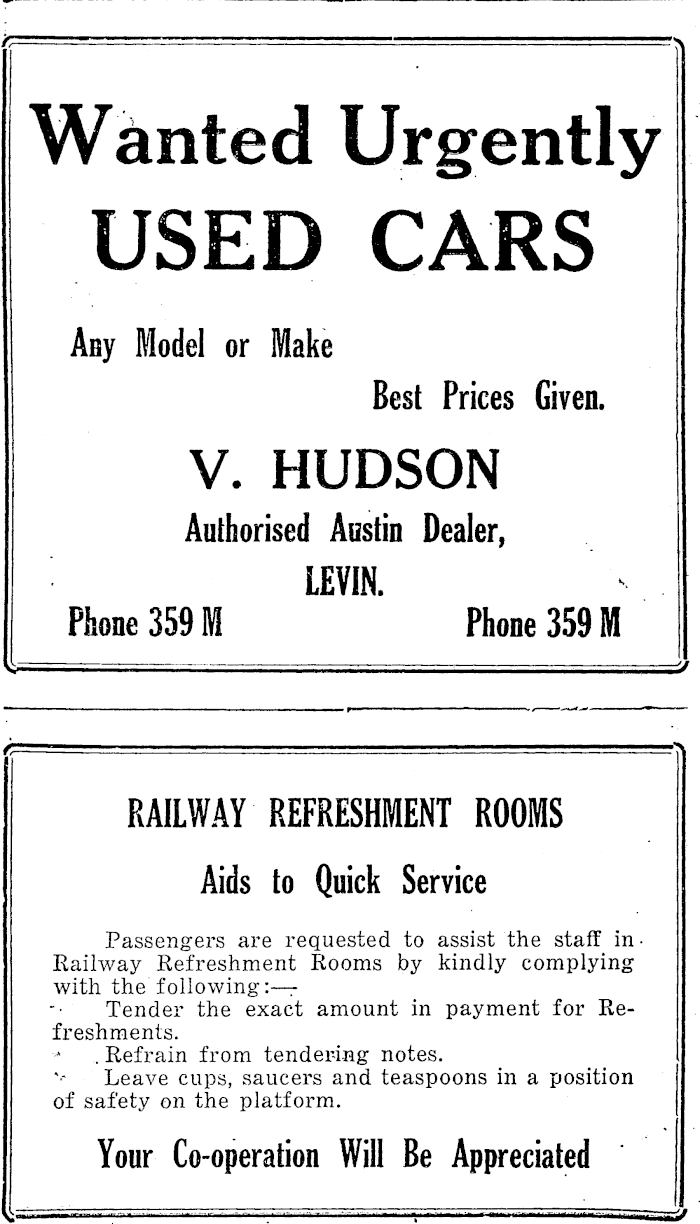 Wanted Urgently
USED CARS
Any Model or Make
Best Prices Given.
V. HUDSON
Authorised Austin Dealer,
LEVIN.
Phone 359 M Phone 359 M
RAILWAY REFRESHMENT ROOMS
Aids to Quick Service
Passengers are requested to assist the staff in
Railway Refreshment Rooms by kindly complying
with the following:—
Tender the exact amount in payment for Re-
freshments.
Refrain from tendering notes.
Leave cups, saucers and teaspoons in a position
of safety on the platform.
Your Co-operation Will Be Appreciated